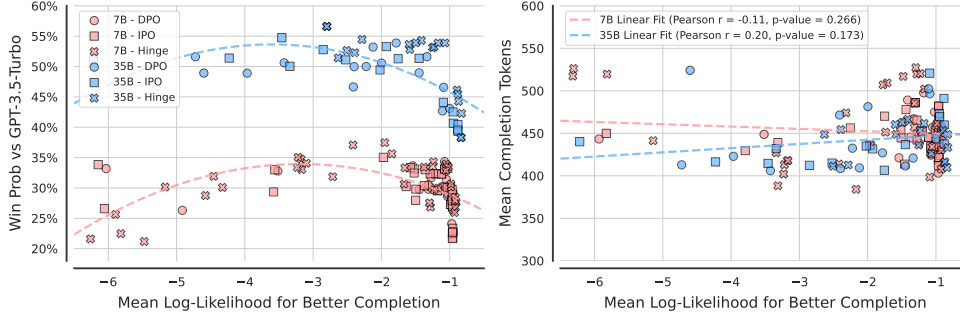 60%
55%
50%
45%
40%
35%
30%
25%
20%
Win Prob vs GPT-3.5-Turbo
7B - DPO
7B - IPO
7B - Hinge
35B - DPO
35B - IPO
35B - Hinge
−6
−5
−4
−3
−2
−1
Mean Log-Likelihood for Better Completion
600
550
500
450
400
350
300
Mean Completion Tokens
7B Linear Fit (Pearson r = -0.11, p-value = 0.266)
35B Linear Fit (Pearson r = 0.20, p-value = 0.173)
−6
−5
−4
−3
−2
−1
Mean Log-Likelihood for Better Completion